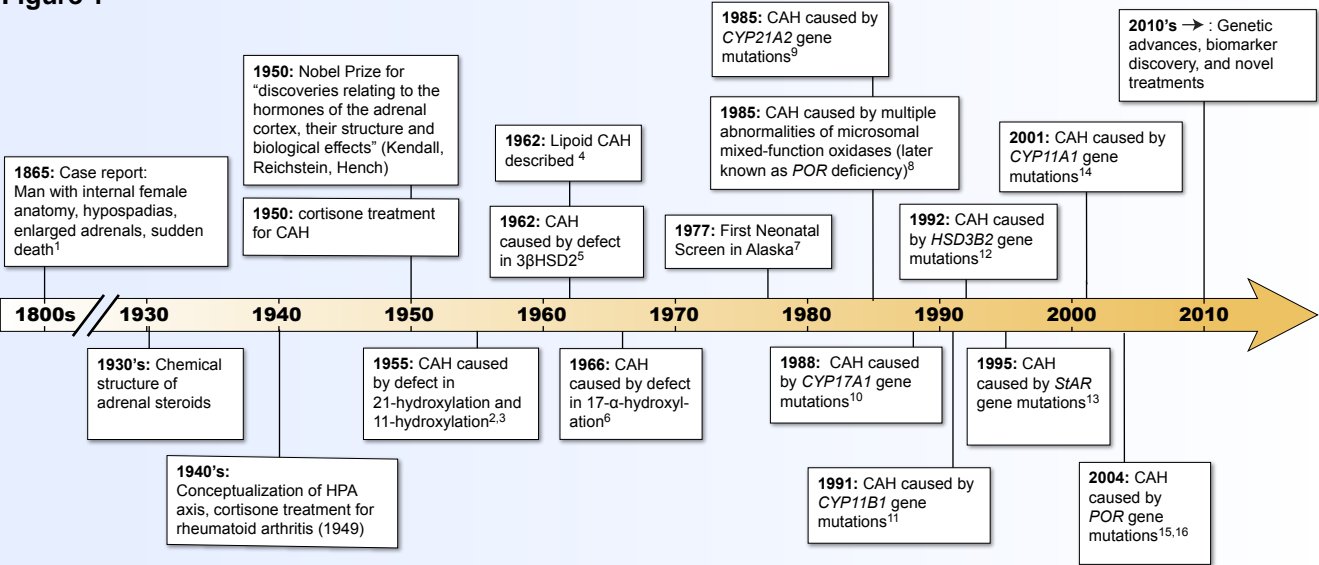 1865: Case report:
Man with internal female
anatomy, hypospadias,
enlarged adrenals, sudden
death1
1950: Nobel Prize for
“discoveries relating to the
hormones of the adrenal
cortex, their structure and
biological effects” (Kendall,
Reichstein, Hench)
1950: cortisone treatment
for CAH
1962: Lipoid CAH
described 4
1962: CAH
caused by defect
in 3βHSD25
1977: First Neonatal
Screen in Alaska7
1985: CAH caused by
CYP21A2 gene
mutations9
1985: CAH caused by multiple
abnormalities of microsomal
mixed-function oxidases (later
known as POR deficiency)8
1992: CAH caused
by HSD3B2 gene
mutations12
2001: CAH caused by
CYP11A1 gene
mutations14
2010’s → : Genetic
advances, biomarker
discovery, and novel
treatments
1800s 1930 1940 1950 1960 1970 1980 1990 2000 2010
1930’s: Chemical
structure of
adrenal steroids
1940’s:
Conceptualization of HPA
axis, cortisone treatment for
rheumatoid arthritis (1949)
1955: CAH caused
by defect in
21-hydroxylation and
11-hydroxylation2,3
1966: CAH
caused by defect
in 17-α-hydroxyl-
ation6
1988: CAH caused
by CYP17A1 gene
mutations10
1991: CAH caused by
CYP11B1 gene
mutations11
1995: CAH
caused by StAR
gene mutations13
2004: CAH
caused by
POR gene
mutations15,16